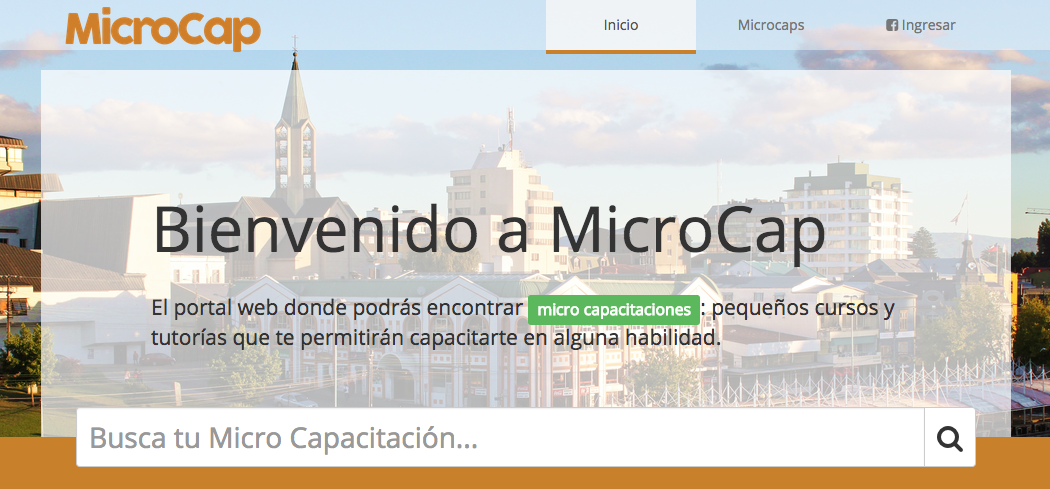 MicroCap
Inicio
Microcaps
Ingresar
Bienvenido a MicroCap
El portal web donde podrás encontrar micro capacitaciones: pequeños cursos y
tutorías que te permitirán capacitarte en alguna habilidad.
Busca tu Micro Capacitación...